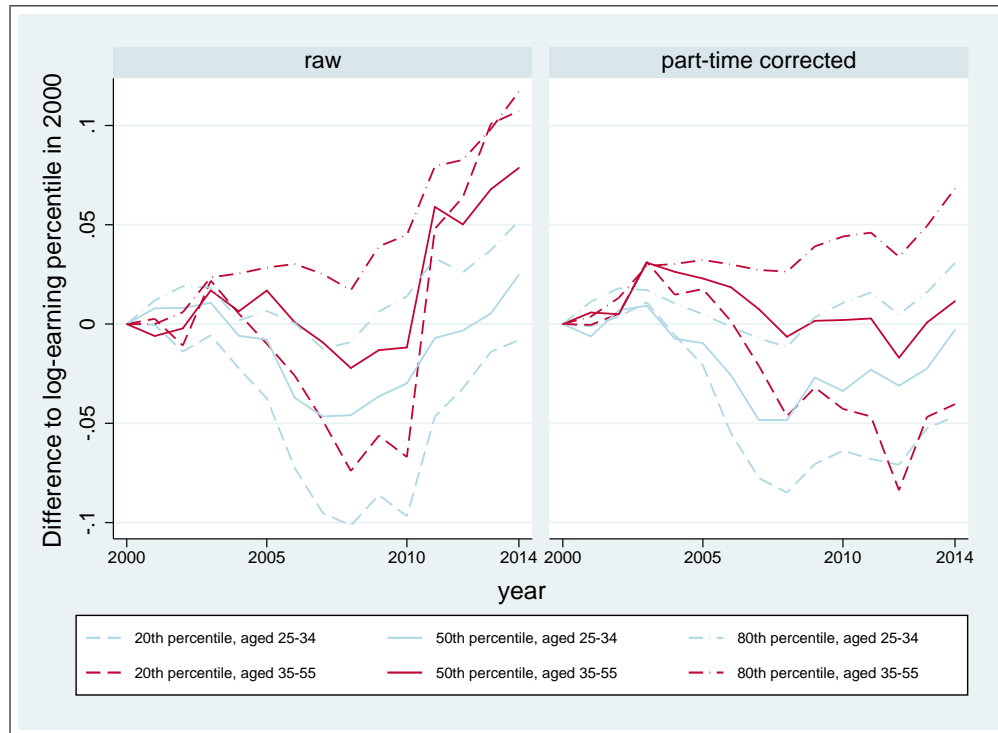 raw
part-time corrected
Difference to log-earning percentile in 2000
.1
.05
0
-.05
-.1
2000 2005 2010 2014
2000 2005 2010 2014
year
20th percentile, aged 25-34
50th percentile, aged 25-34
80th percentile, aged 25-34
20th percentile, aged 35-55
50th percentile, aged 35-55
80th percentile, aged 35-55